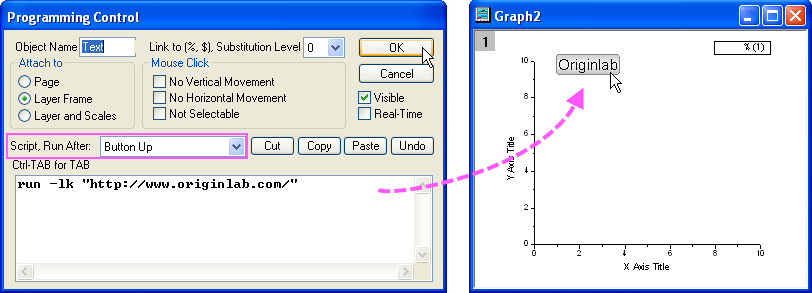 Programming Control
Object Name Text Link to (%, $), Substitution Level 0 OK
Attach to Mouse Click Cancel
Page No Vertical Movement
Layer Frame No Horizontal Movement Visible
Layer and Scales Not Selectable Real-Time
Script, Run After: Button Up Cut Copy Paste Undo
Ctrl-TAB for TAB
run -lk "http://www.originlab.com/"
Graph2
1
% (1)
Originlab
10
8
6
4
2
0
Y Axis Title
0 2 4 6 8 10
X Axis Title